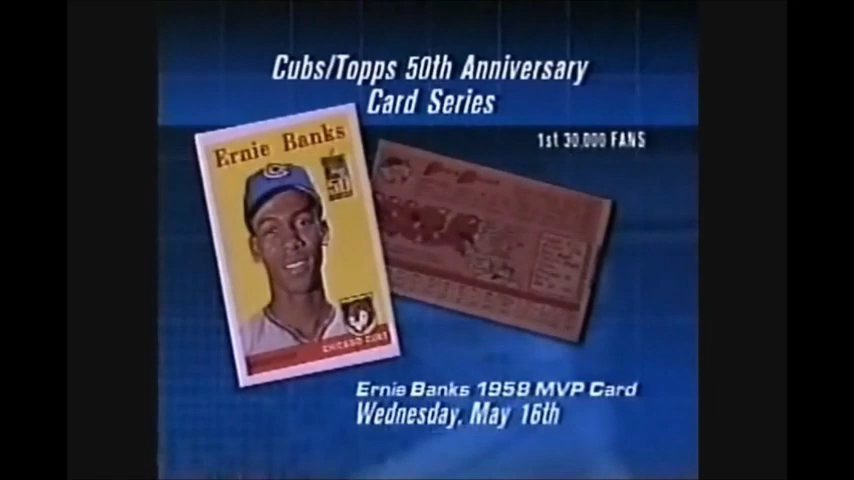 Cubs/Topps 50th Anniversary
Card Series
1st 30,000 FANS
Ernie Banks
50
CHICAGO CUBS
Ernie Banks 1958 MVP Card
Wednesday, May 16th